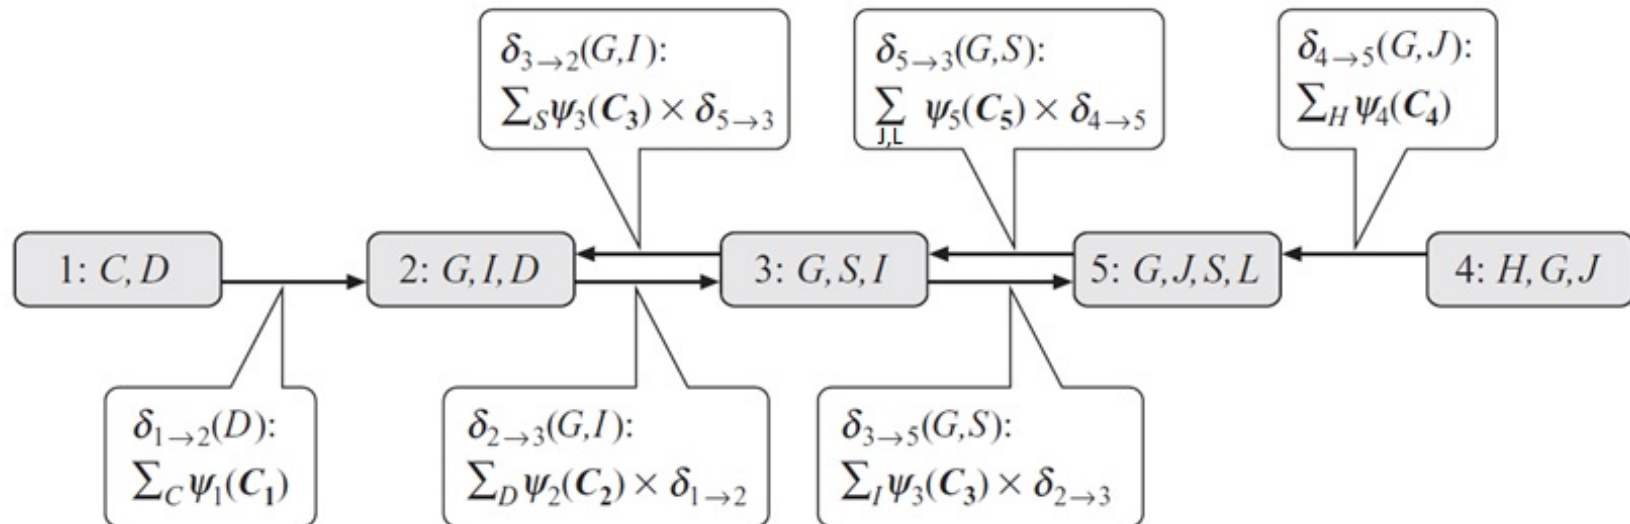 δ3→2(G,I):
∑S ψ3(C3) × δ5→3
δ5→3(G,S):
∑ ψ5(C5) × δ4→5
J,L
δ4→5(G,J):
∑H ψ4(C4)
1: C,D
2: G,I,D
3: G,S,I
5: G,J,S,L
4: H,G,J
δ1→2(D):
∑C ψ1(C1)
δ2→3(G,I):
∑D ψ2(C2) × δ1→2
δ3→5(G,S):
∑I ψ3(C3) × δ2→3